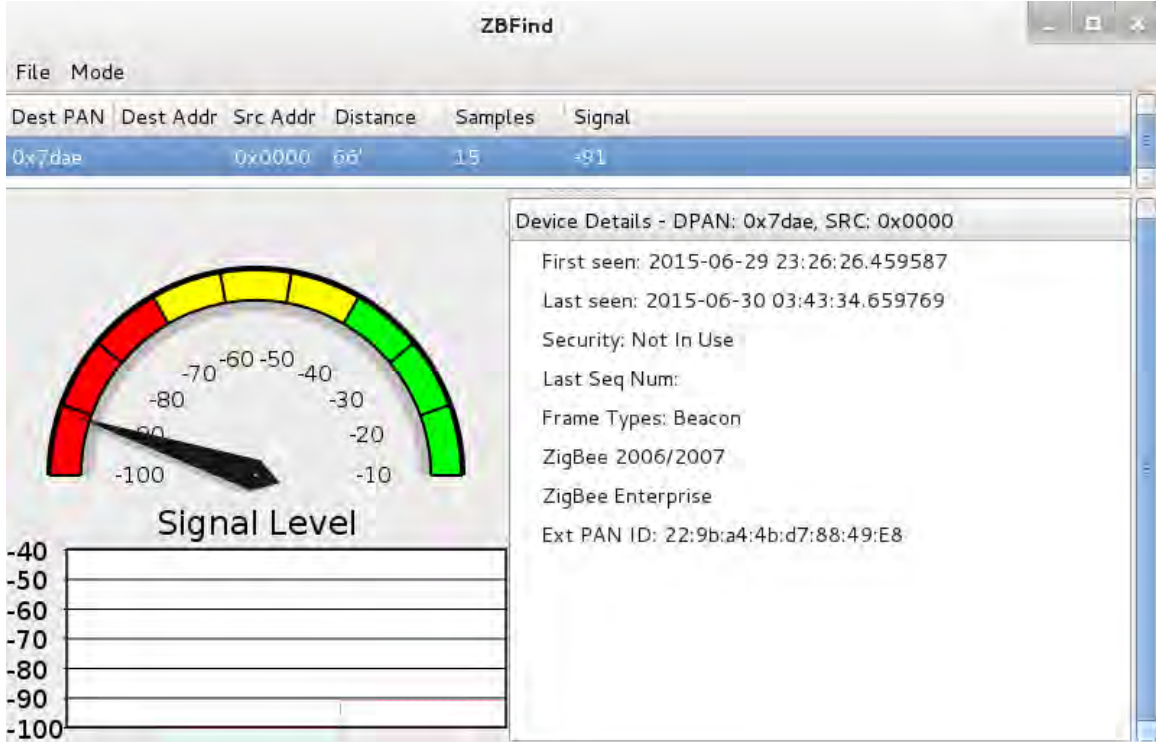 ZBFind
File Mode
Dest PAN Dest Addr Src Addr Distance Samples Signal
0x7dae 0x0000 66' 15 -91
Device Details - DPAN: 0x7dae, SRC: 0x0000
First seen: 2015-06-29 23:26:26.459587
Last seen: 2015-06-30 03:43:34.659769
Security: Not In Use
Last Seq Num:
Frame Types: Beacon
ZigBee 2006/2007
ZigBee Enterprise
Ext PAN ID: 22:9b:a4:4b:d7:88:49:E8
-100 -90 -80 -70 -60 -50 -40 -30 -20 -10
Signal Level
-40
-50
-60
-70
-80
-90
-100